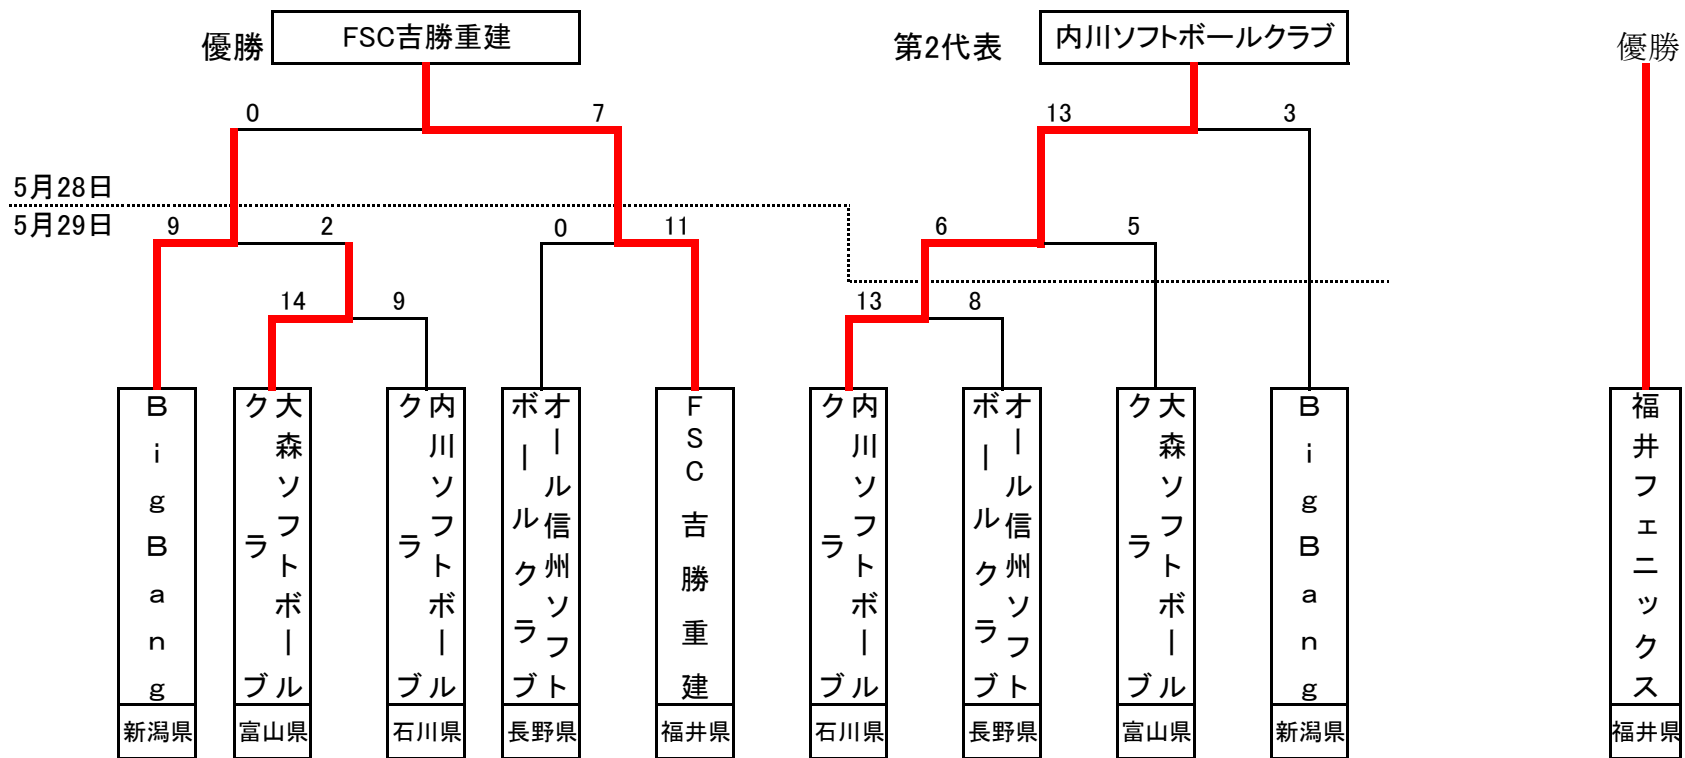 優勝
FSC吉勝重建
第2代表
内川ソフトボールクラブ
優勝
0
7
13
3
5月28日
5月29日
9
2
0
11
6
5
14
9
13
8
BigBang
大森ソフトボールクラブ
内川ソフトボールクラブ
オール信州ソフトボールクラブ
FSC吉勝重建
内川ソフトボールクラブ
オール信州ソフトボールクラブ
大森ソフトボールクラブ
BigBang
福井フェニックス
新潟県
富山県
石川県
長野県
福井県
石川県
長野県
富山県
新潟県
福井県